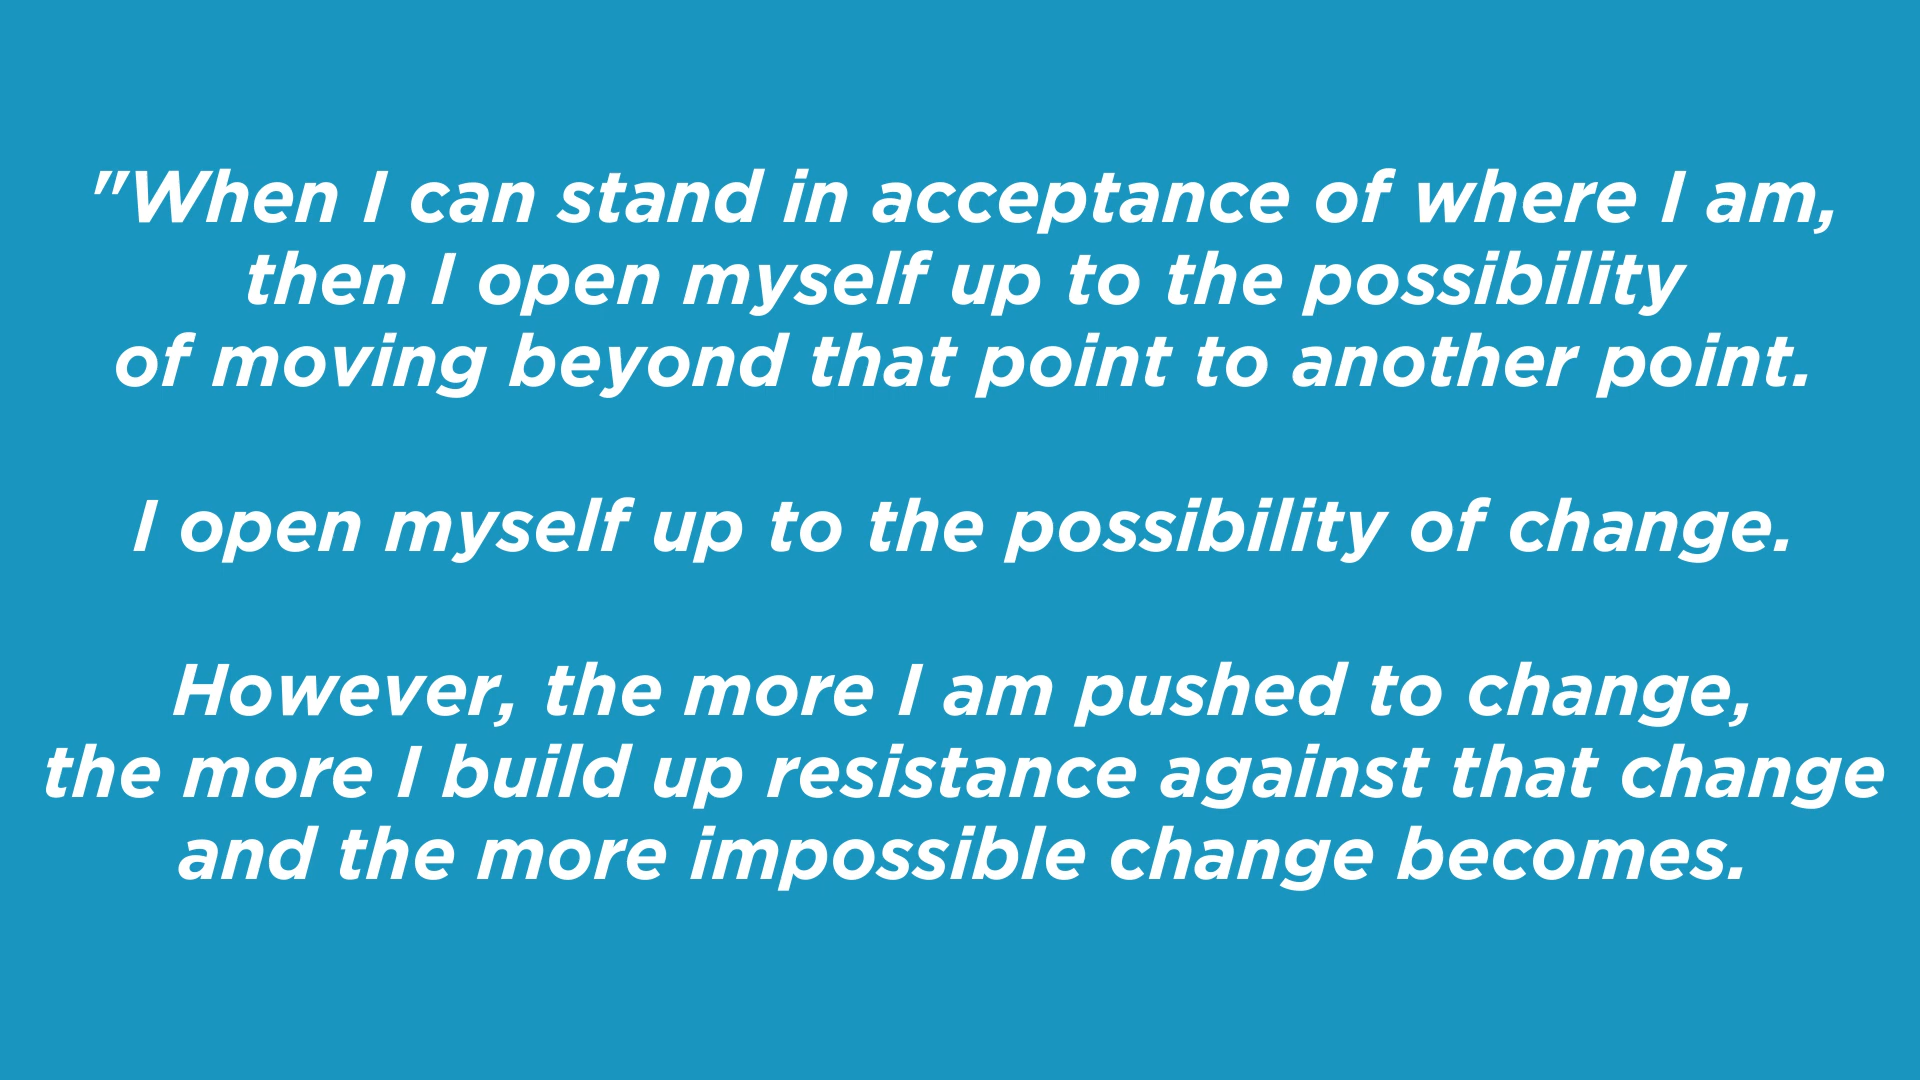 "When I can stand in acceptance of where I am,
then I open myself up to the possibility
of moving beyond that point to another point.
I open myself up to the possibility of change.
However, the more I am pushed to change,
the more I build up resistance against that change
and the more impossible change becomes.